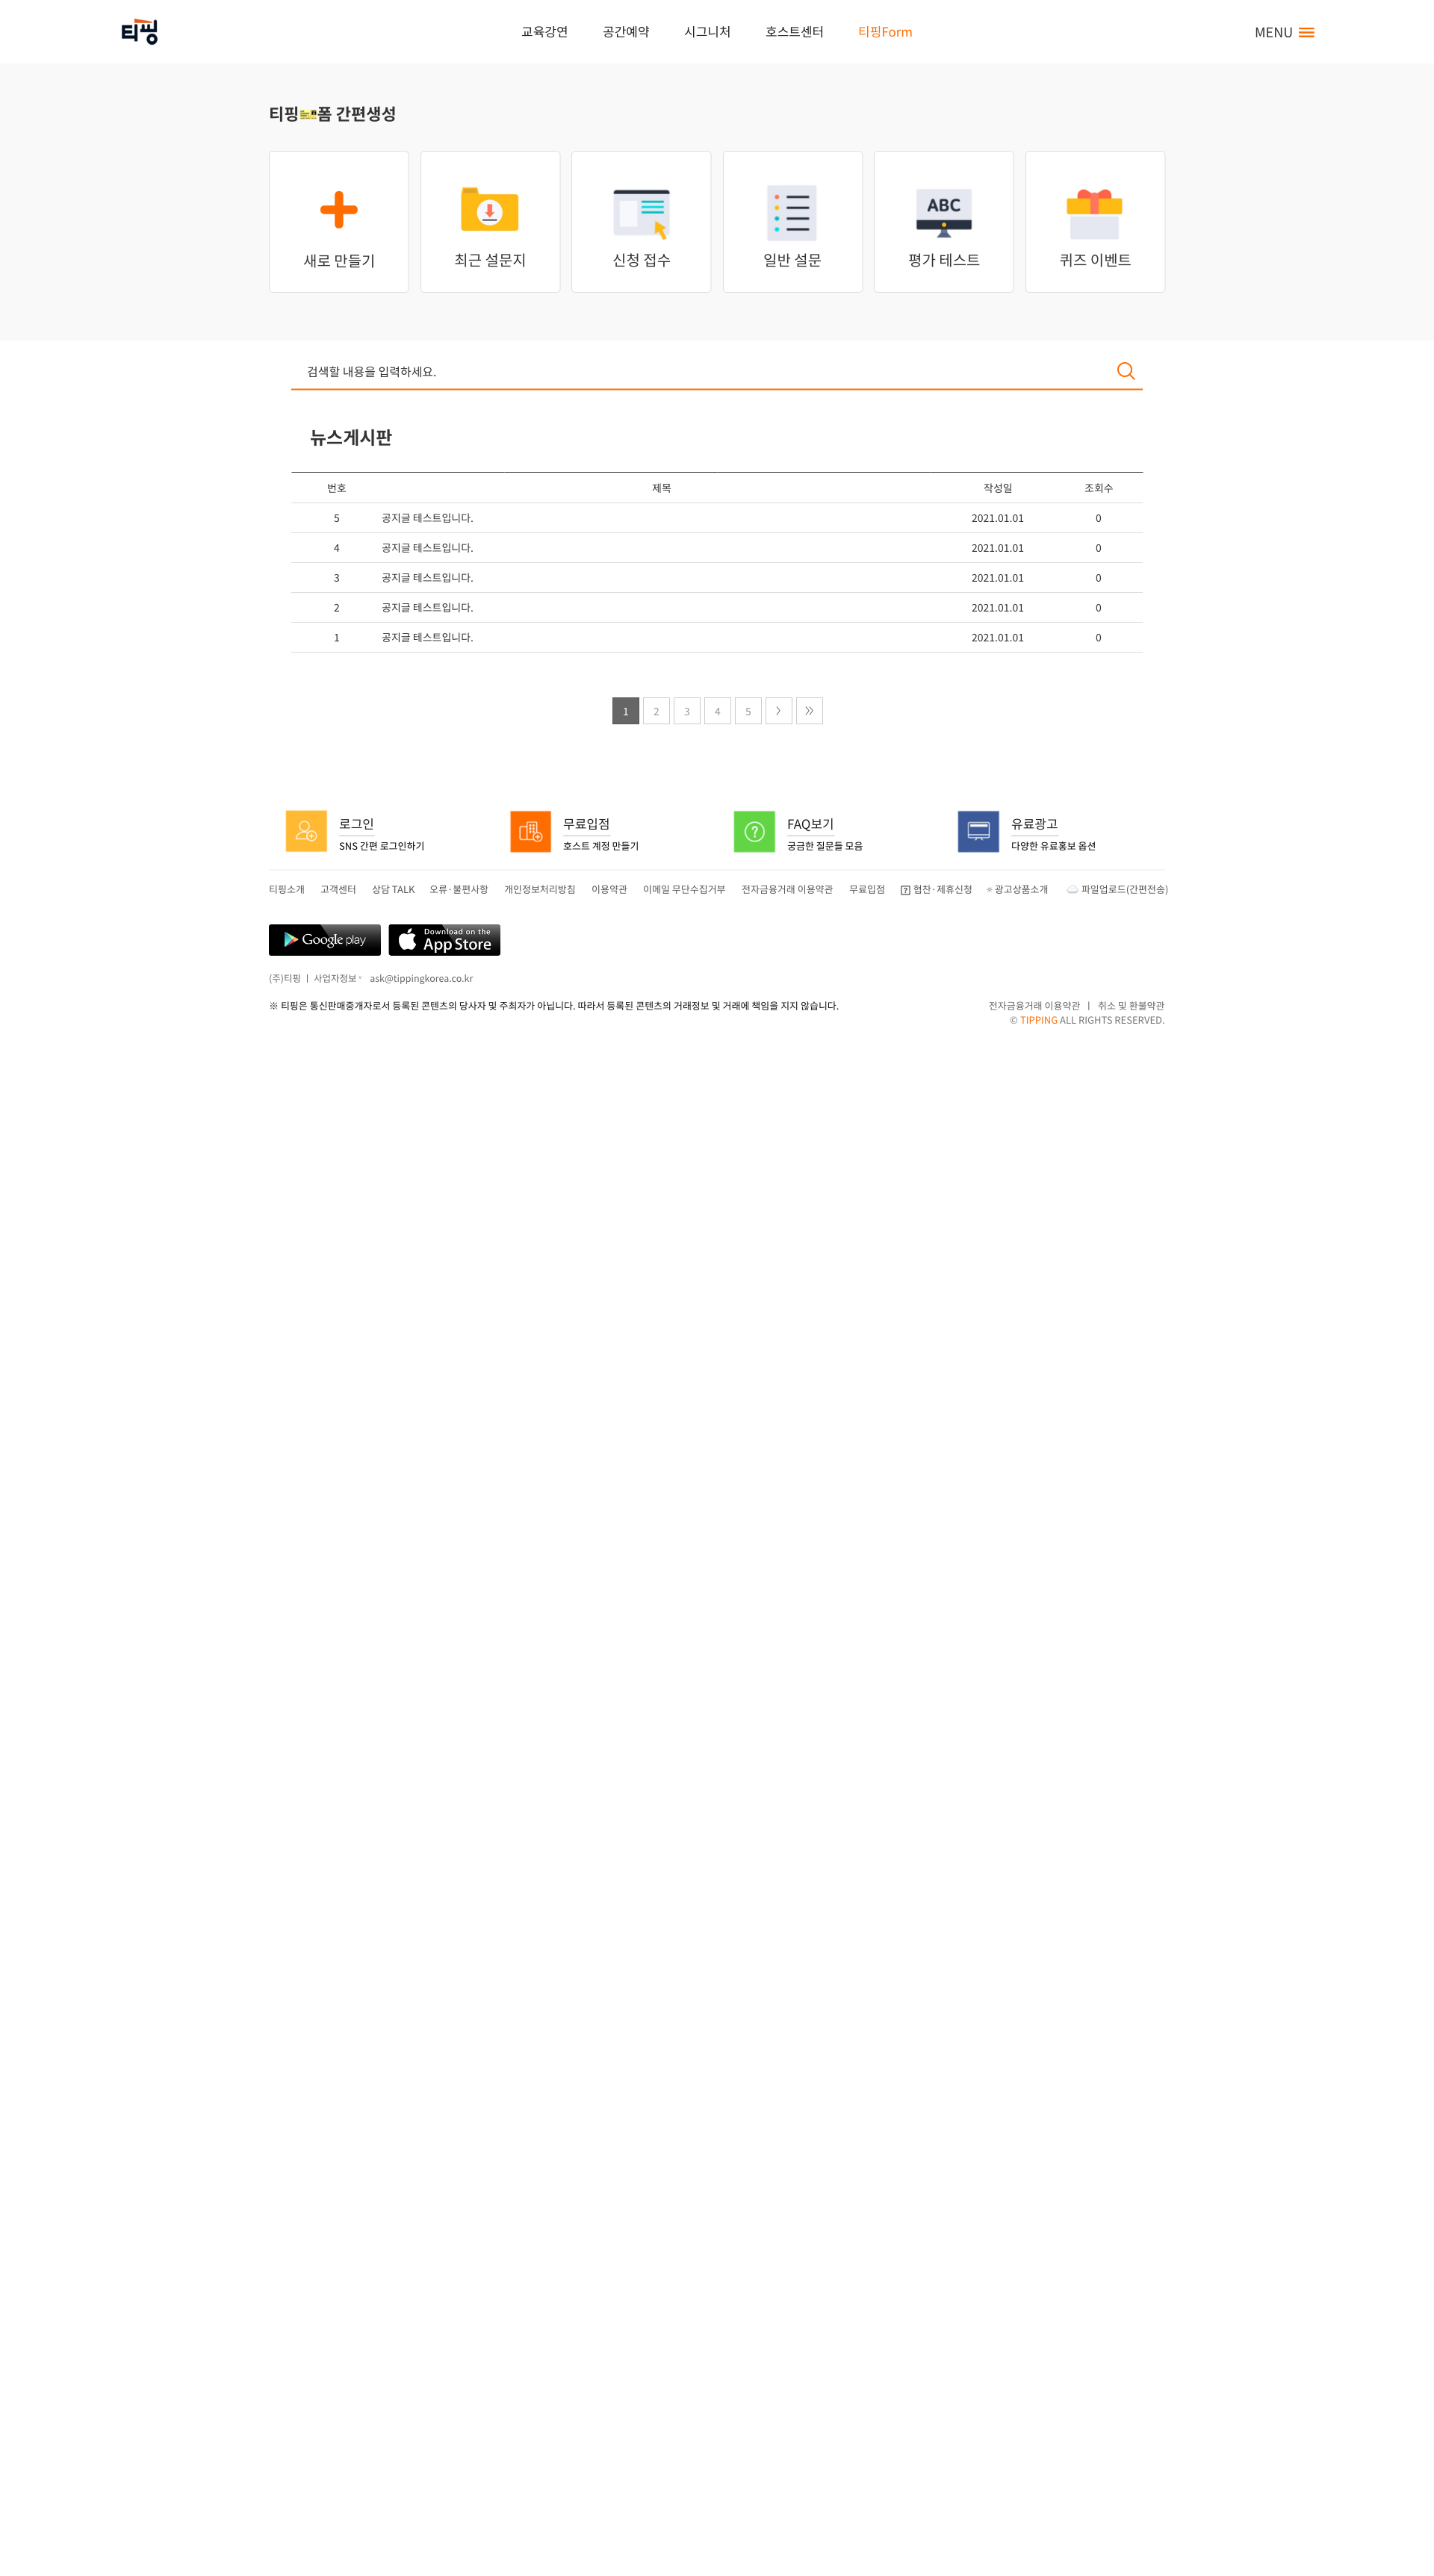 티핑
교육강연 공간예약 시그니처 호스트센터 티핑Form
MENU
티핑폼 간편생성
새로 만들기 최근 설문지 신청 접수 일반 설문 ABC 평가 테스트 퀴즈 이벤트
검색할 내용을 입력하세요.
뉴스게시판
번호 제목 작성일 조회수
5 공지글 테스트입니다. 2021.01.01 0
4 공지글 테스트입니다. 2021.01.01 0
3 공지글 테스트입니다. 2021.01.01 0
2 공지글 테스트입니다. 2021.01.01 0
1 공지글 테스트입니다. 2021.01.01 0
1 2 3 4 5 > >>
로그인 무료입점 FAQ보기 유료광고
SNS 간편 로그인하기 호스트 계정 만들기 궁금한 질문들 모음 다양한 유료홍보 옵션
티핑소개 고객센터 상담 TALK 오류·불편사항 개인정보처리방침 이용약관 이메일 무단수집거부 전자금융거래 이용약관 무료입점 협찬·제휴신청 광고상품소개 파일업로드(간편전송)
Google play Download on the App Store
(주)티핑 | 사업자정보 ask@tippingkorea.co.kr
※ 티핑은 통신판매중개자로서 등록된 콘텐츠의 당사자 및 주최자가 아닙니다. 따라서 등록된 콘텐츠의 거래정보 및 거래에 책임을 지지 않습니다. 전자금융거래 이용약관 | 취소 및 환불약관
© TIPPING ALL RIGHTS RESERVED.